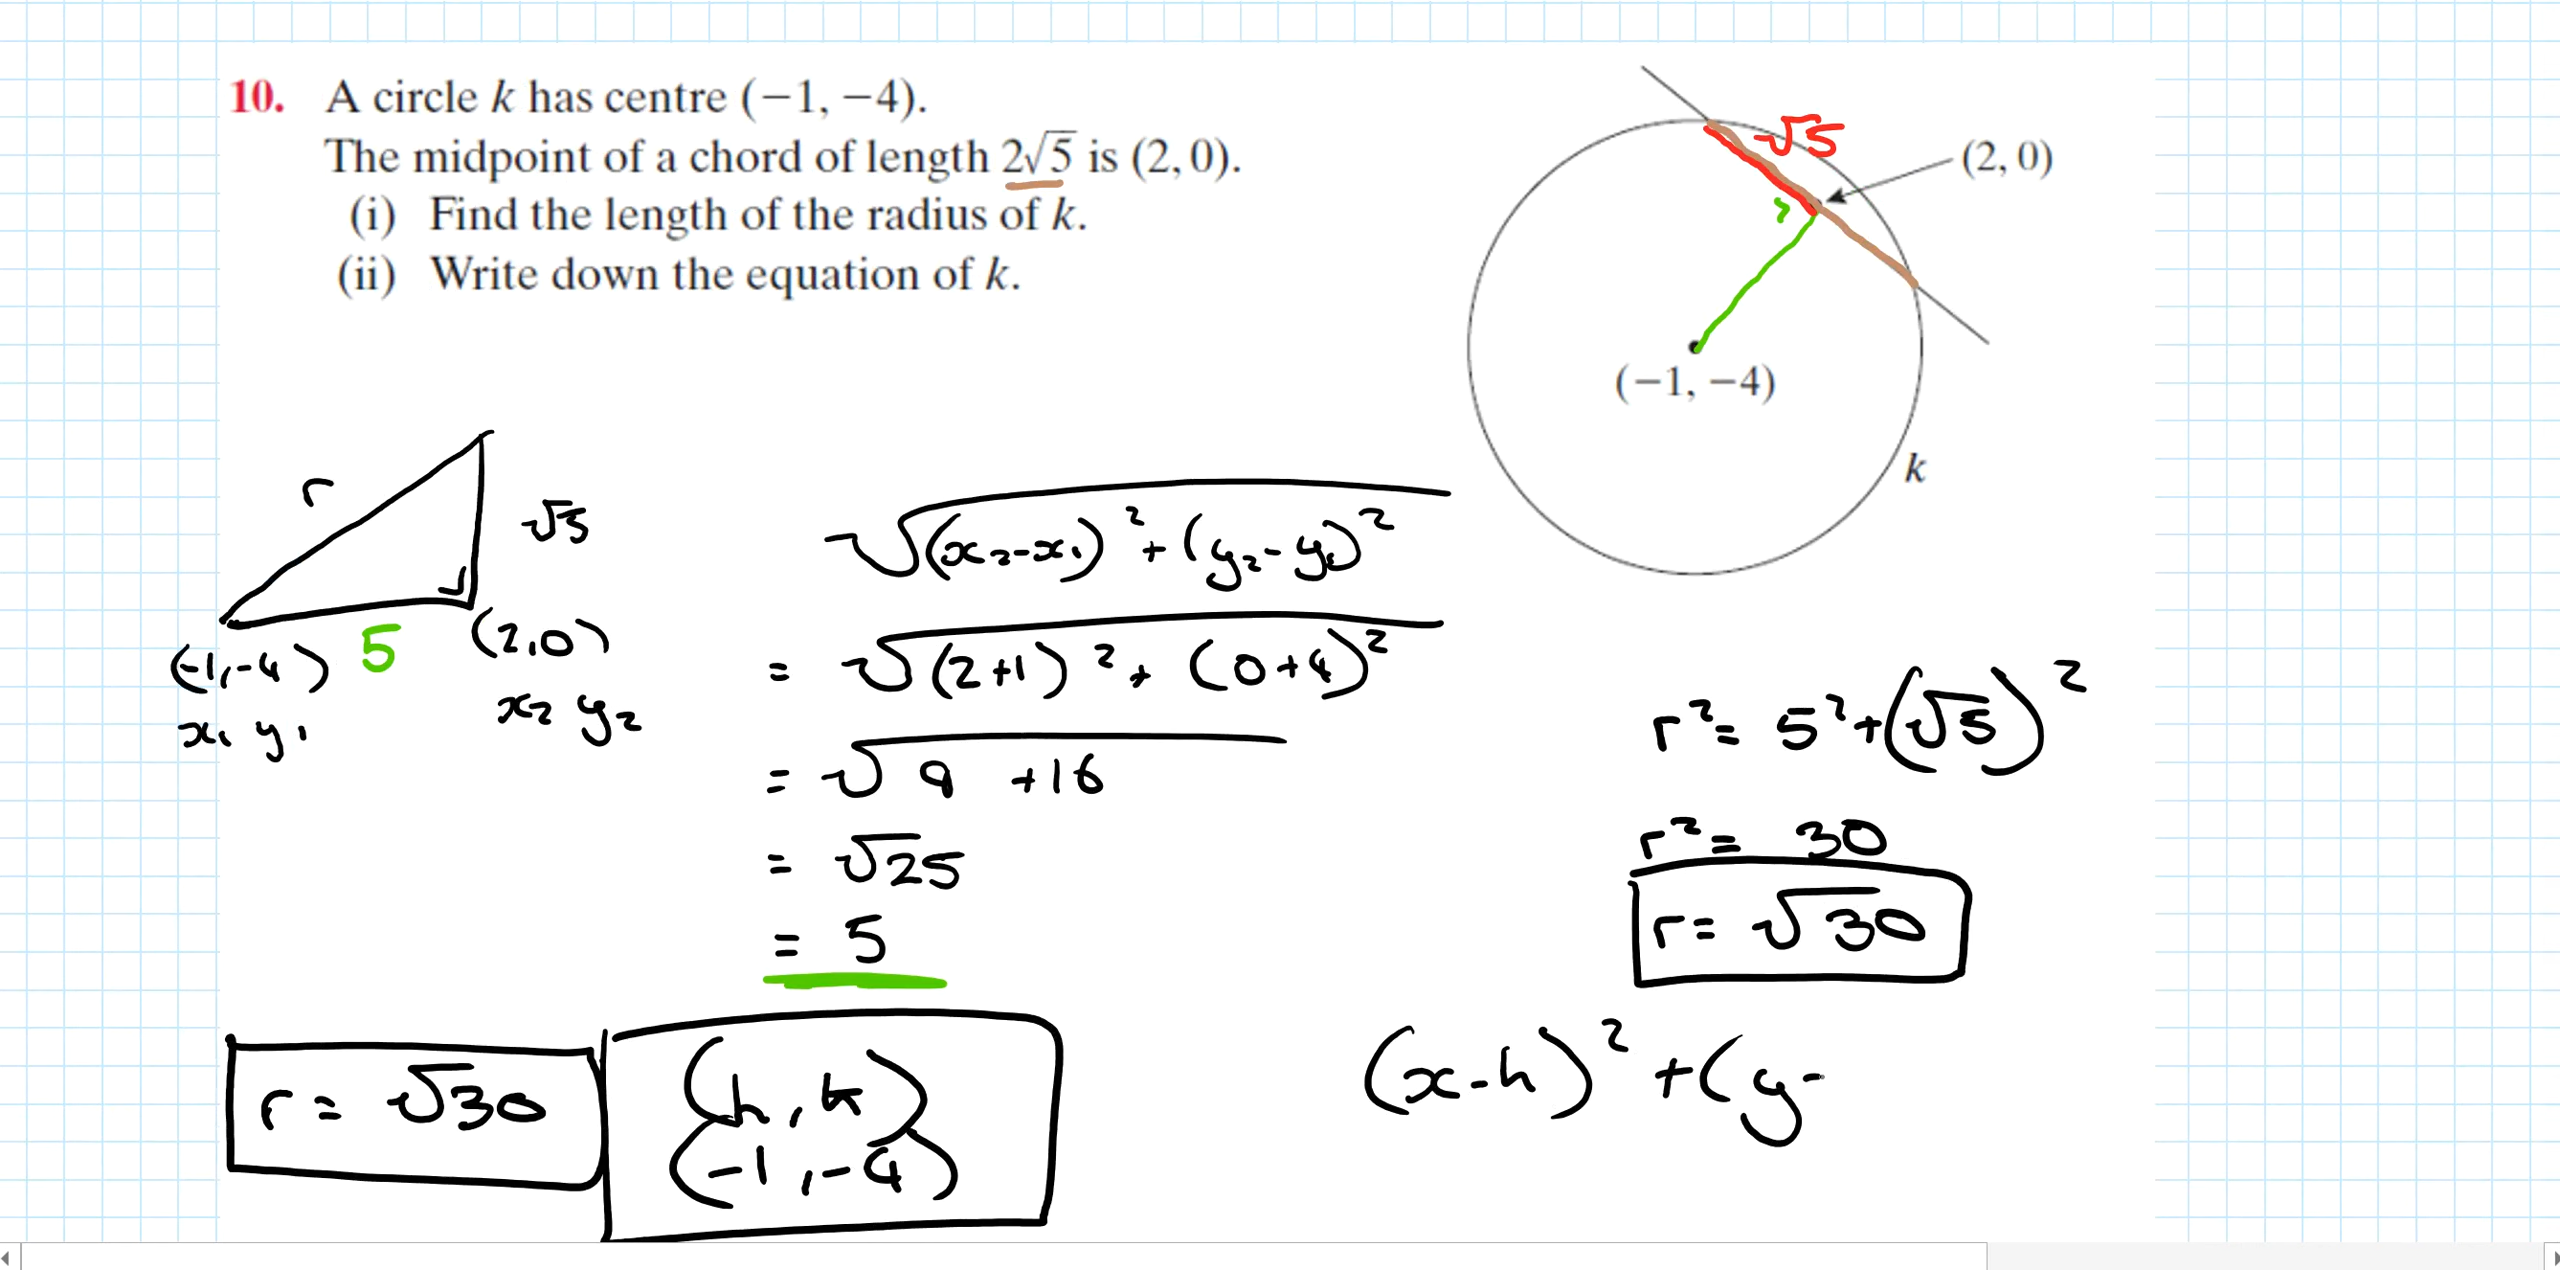 10. A circle k has centre (−1, −4).
The midpoint of a chord of length 2√5 is (2, 0).
(i) Find the length of the radius of k.
(ii) Write down the equation of k.
√5
(2, 0)
(−1, −4)
k
r
√5
(-1,-4)
5
(2,0)
x₁ y₁
x₂ y₂
√(x₂-x₁)² + (y₂-y₁)²
= √(2+1)² + (0+4)²
= √9 +16
= √25
= 5
r² = 5² + (√5)²
r² = 30
r = √30
r = √30
(h, k)
(-1, -4)
(x-h)² + (y-